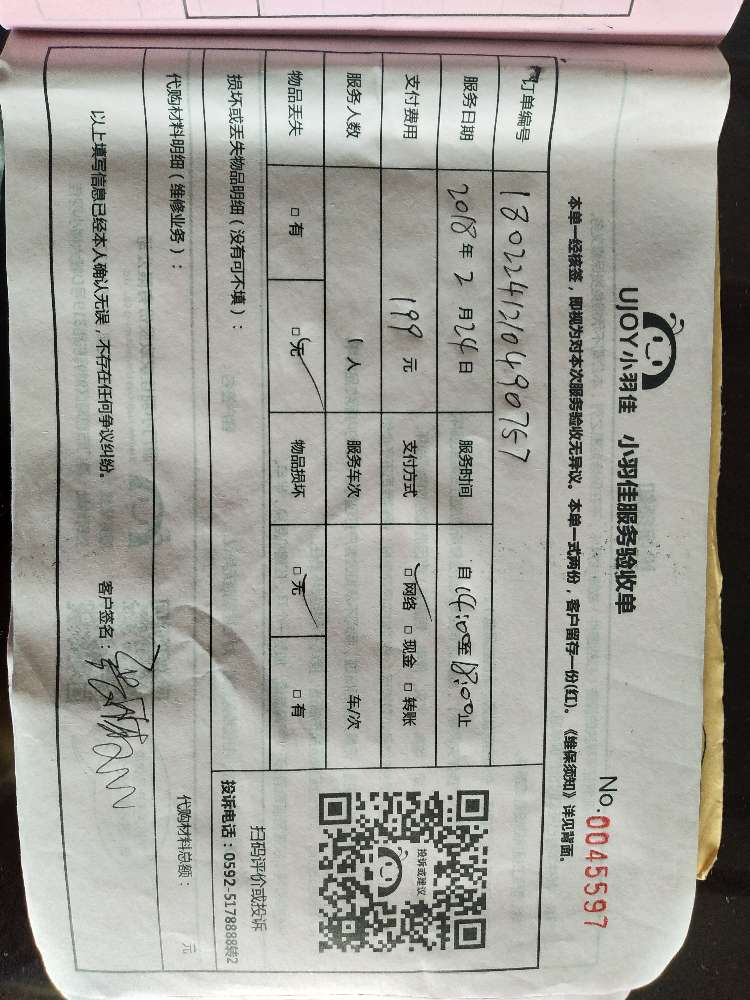 UJOY小羽佳 小羽佳服务验收单
No.0045597
本单一经核签，即视为对本次服务验收无异议。本单一式两份，客户留存一份(红)。《维保须知》详见背面。
订单编号 1802241210490757
服务日期 2018年2月24日 服务时间 自14:00至18:00止
支付费用 199元 支付方式 □网络 □现金 □转账
服务人数 1人 服务车次 车/次
物品丢失 □有 □无 物品损坏 □无 □有
投诉或建议
扫码评价或投诉
投诉电话：0592-5178888转2
损坏或丢失物品明细（没有可不填）：
代购材料明细（维修业务）： 代购材料总额： 元
以上填写信息已经本人确认无误，不存在任何争议纠纷。 客户签名：